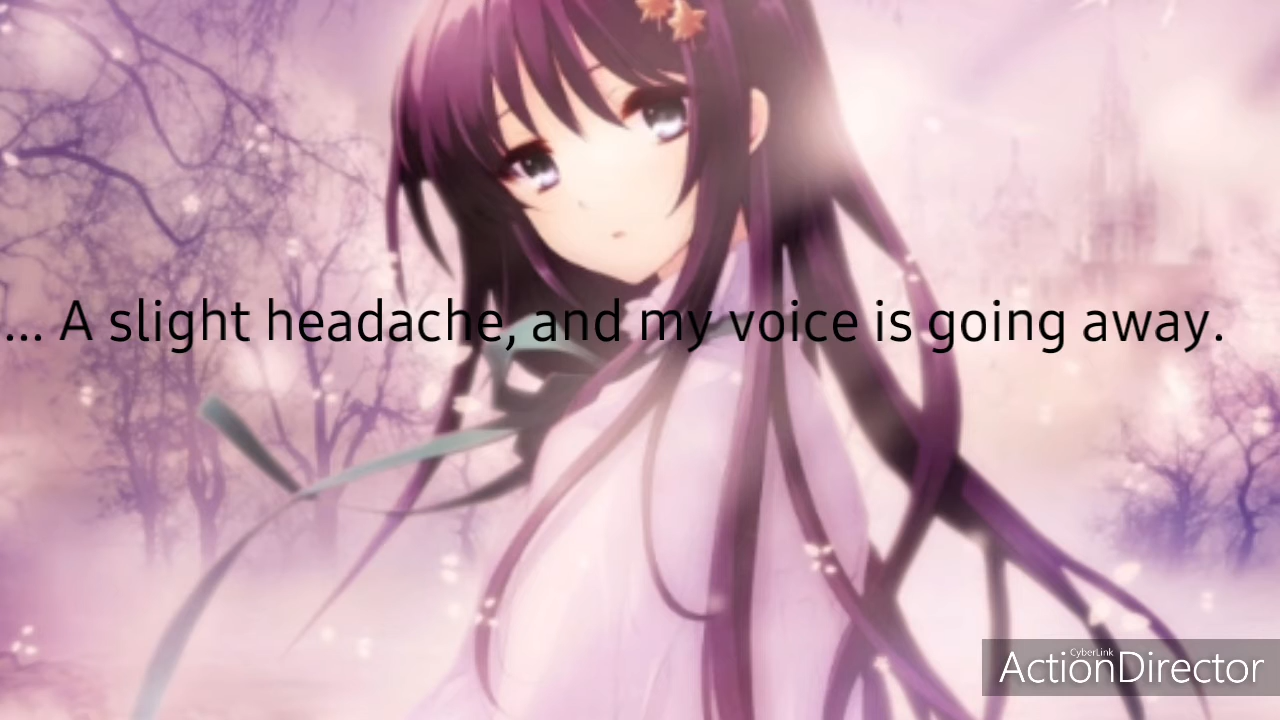 ... A slight headache, and my voice is going away.
CyberLink
ActionDirector